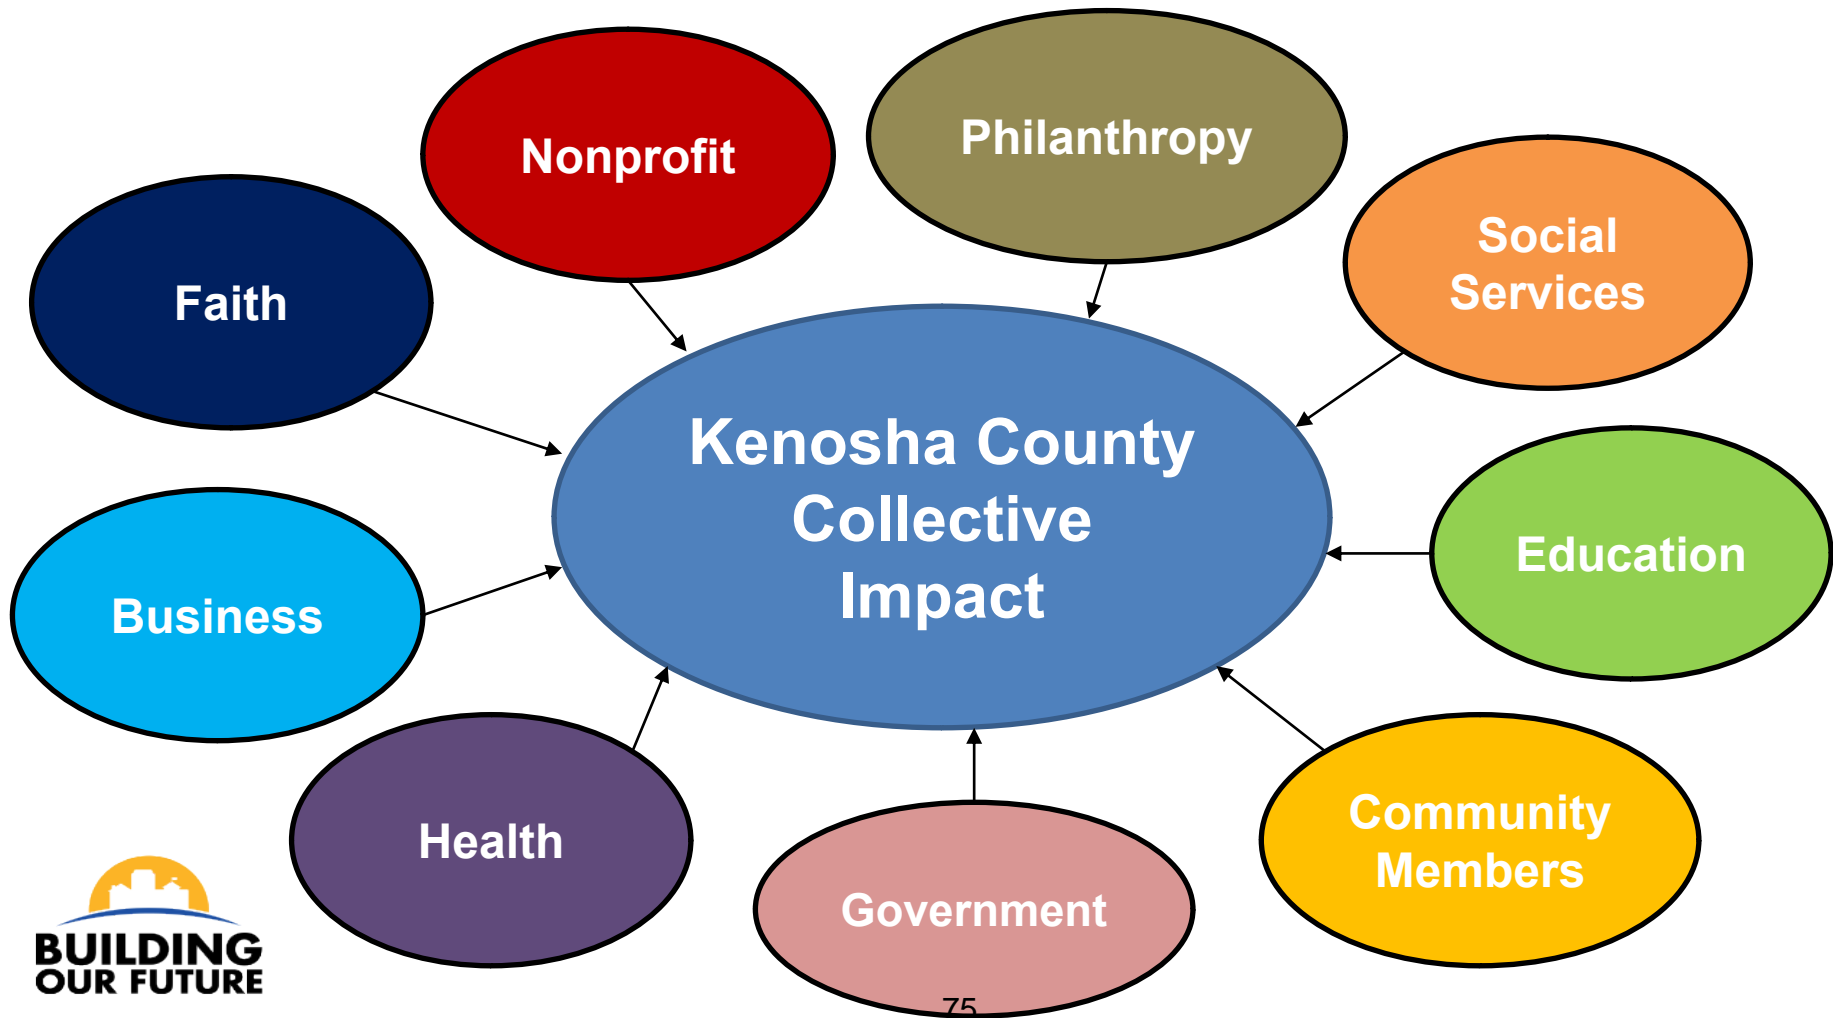 Philanthropy
Nonprofit
Social
Services
Faith
Kenosha County
Collective
Impact
Education
Business
Community
Members
Health
Government
BUILDING
OUR FUTURE
75